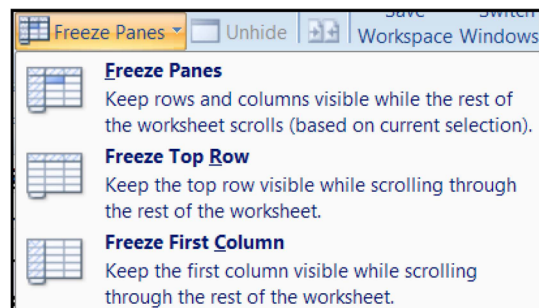 Save Switch
Freeze Panes Unhide Workspace Windows
Freeze Panes
Keep rows and columns visible while the rest of
the worksheet scrolls (based on current selection).
Freeze Top Row
Keep the top row visible while scrolling through
the rest of the worksheet.
Freeze First Column
Keep the first column visible while scrolling
through the rest of the worksheet.